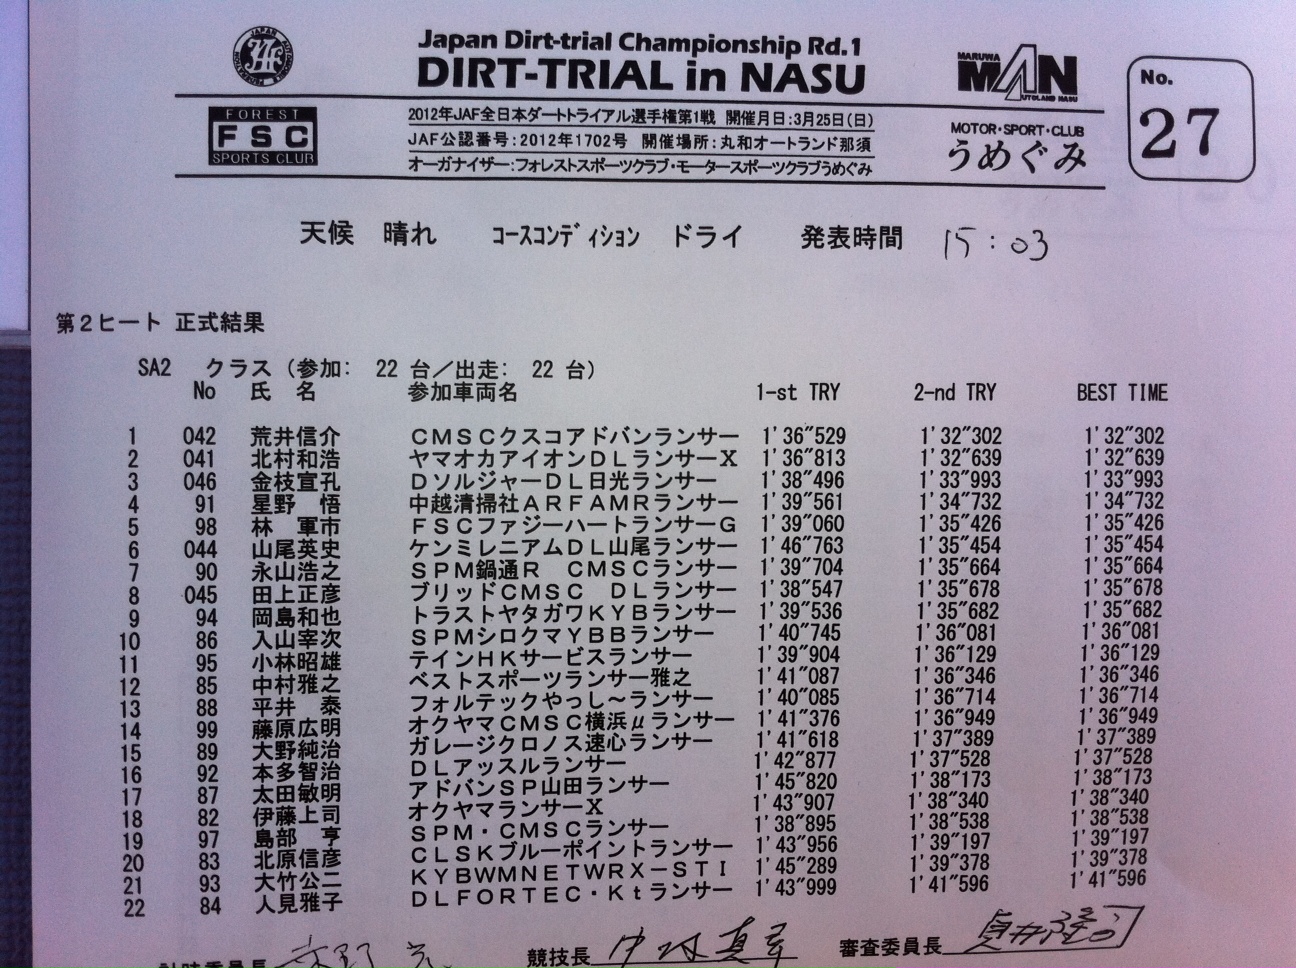 Japan Dirt-trial Championship Rd.1
DIRT-TRIAL in NASU
JAPAN AUTOMOBILE FEDERATION
JAF
MARUWA
MAN
AUTOLAND NASU
No.
27
FOREST
FSC
SPORTS CLUB
2012年JAF全日本ダートトライアル選手権第1戦 開催月日:3月25日(日)
JAF公認番号:2012年1702号 開催場所:丸和オートランド那須
オーガナイザー:フォレストスポーツクラブ・モータースポーツクラブうめぐみ
MOTOR・SPORT・CLUB
うめぐみ
天候 晴れ コースコンディション ドライ 発表時間 15:03
第2ヒート 正式結果
SA2 クラス (参加: 22 台/出走: 22 台)
No 氏 名 参加車両名 1-st TRY 2-nd TRY BEST TIME
1 042 荒井信介 CMSCクスコアドバンランサー 1'36"529 1'32"302 1'32"302
2 041 北村和浩 ヤマオカアイオンDLランサーX 1'36"813 1'32"639 1'32"639
3 046 金枝宣孔 DソルジャーDL日光ランサー 1'38"496 1'33"993 1'33"993
4 91 星野 悟 中越清掃社ARFAMRランサー 1'39"561 1'34"732 1'34"732
5 98 林 軍市 FSCファジーハートランサーG 1'39"060 1'35"426 1'35"426
6 044 山尾英史 ケンミレニアムDL山尾ランサー 1'46"763 1'35"454 1'35"454
7 90 永山浩之 SPM鍋通R CMSCランサー 1'39"704 1'35"664 1'35"664
8 045 田上正彦 ブリッドCMSC DLランサー 1'38"547 1'35"678 1'35"678
9 94 岡島和也 トラストヤタガワKYBランサー 1'39"536 1'35"682 1'35"682
10 86 入山宰次 SPMシロクマYBBランサー 1'40"745 1'36"081 1'36"081
11 95 小林昭雄 テインHKサービスランサー 1'39"904 1'36"129 1'36"129
12 85 中村雅之 ベストスポーツランサー雅之 1'41"087 1'36"346 1'36"346
13 88 平井 泰 フォルテックやっし~ランサー 1'40"085 1'36"714 1'36"714
14 99 藤原広明 オクヤマCMSC横浜μランサー 1'41"376 1'36"949 1'36"949
15 89 大野純治 ガレージクロノス速心ランサー 1'41"618 1'37"389 1'37"389
16 92 本多智治 DLアッスルランサー 1'42"877 1'37"528 1'37"528
17 87 太田敏明 アドバンSP山田ランサー 1'45"820 1'38"173 1'38"173
18 82 伊藤上司 オクヤマランサーX 1'43"907 1'38"340 1'38"340
19 97 島部 亨 SPM・CMSCランサー 1'38"895 1'38"538 1'38"538
20 83 北原信彦 CLSKブルーポイントランサー 1'43"956 1'39"197 1'39"197
21 93 大竹公二 KYBWMNETWRX-STI 1'45"289 1'39"378 1'39"378
22 84 人見雅子 DLFORTEC・Ktランサー 1'43"999 1'41"596 1'41"596
計時委員長 競技長 審査委員長